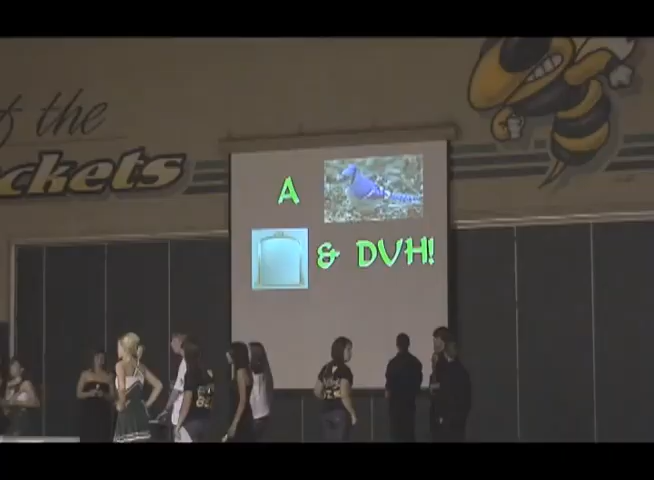 of the
ckets
A
& DVH!